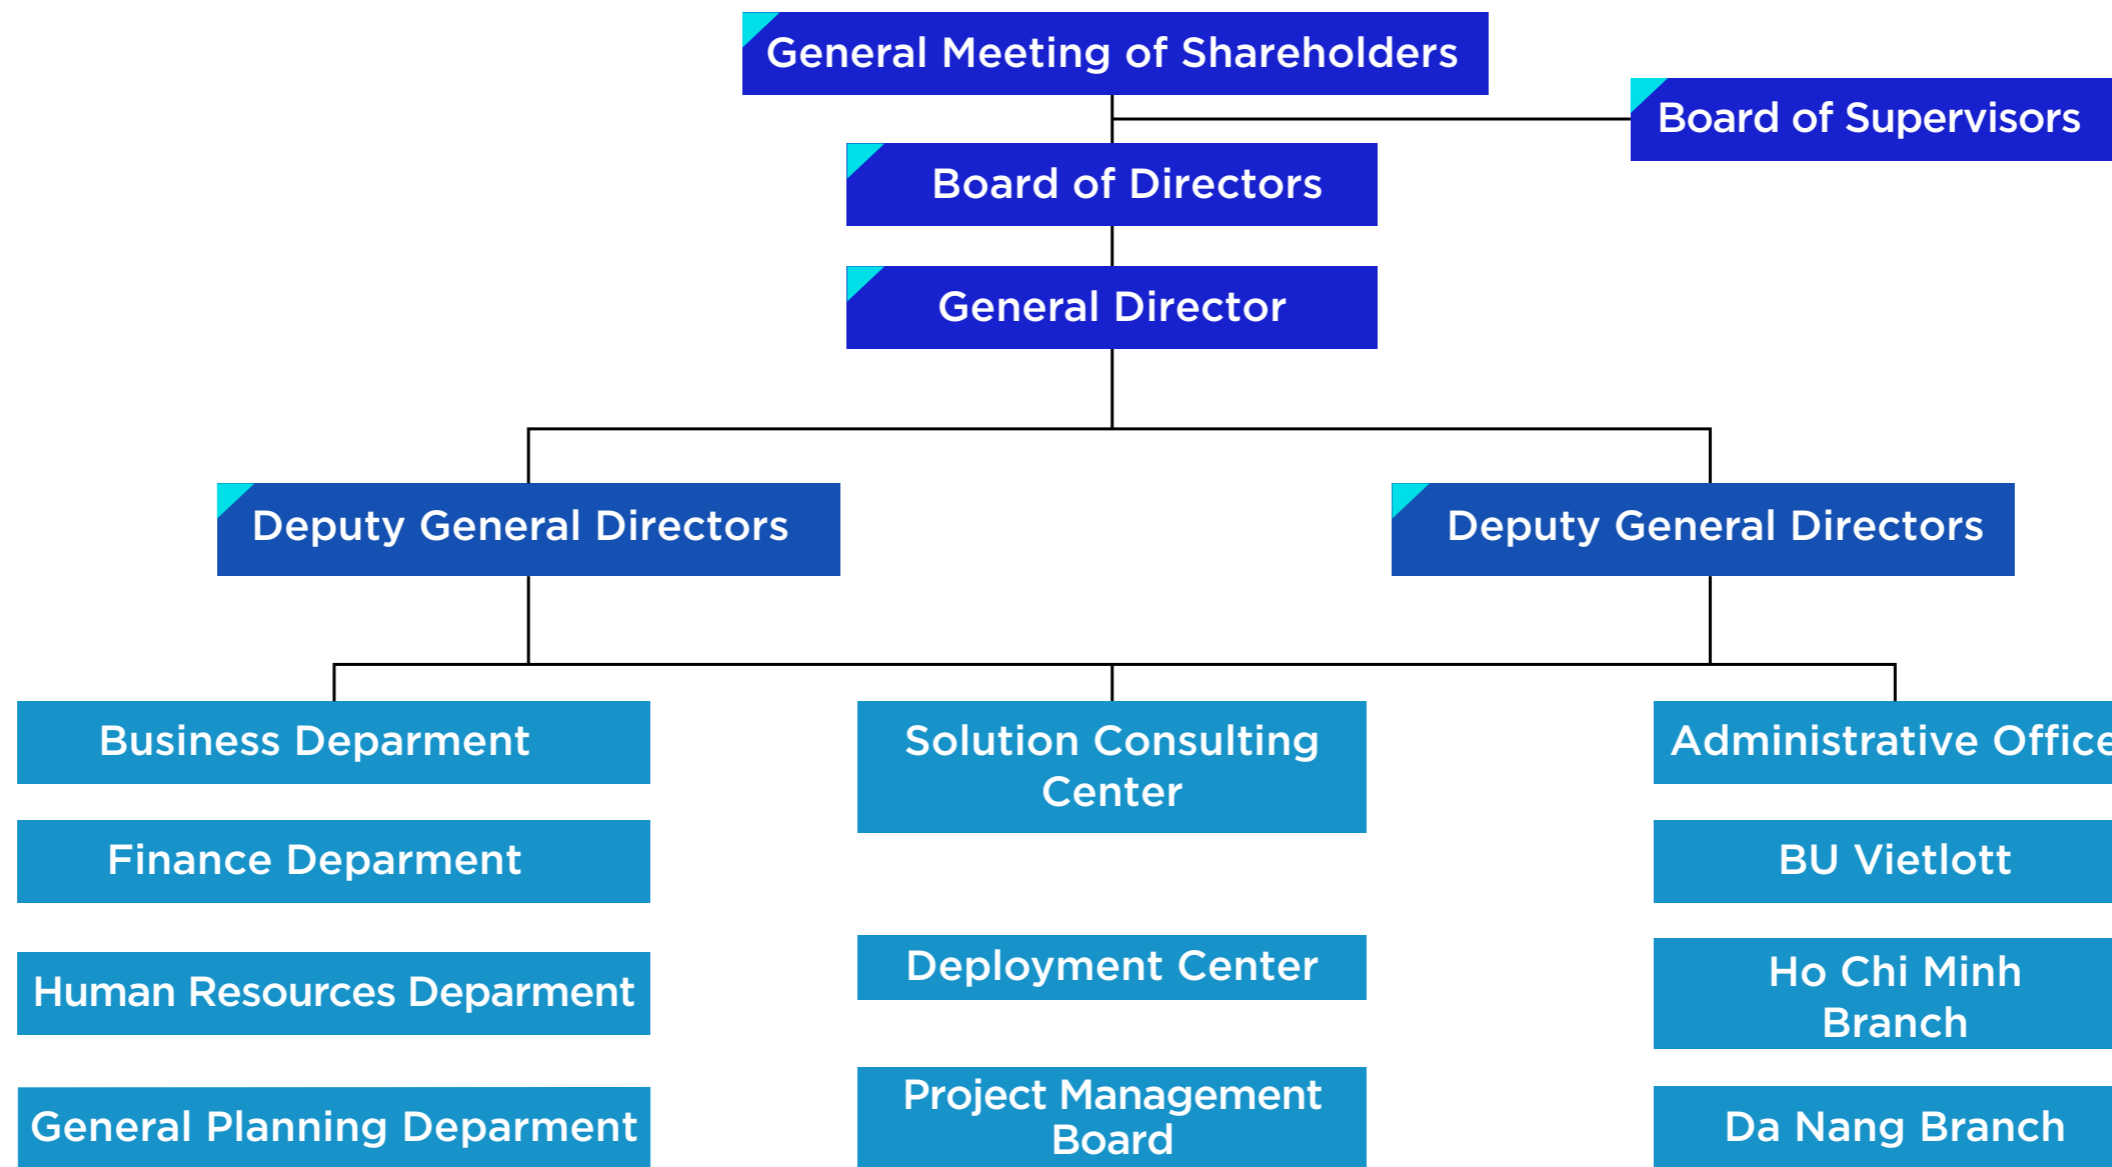 General Meeting of Shareholders
Board of Supervisors
Board of Directors
General Director
Deputy General Directors
Deputy General Directors
Business Deparment
Solution Consulting
Center
Administrative Office
Finance Deparment
BU Vietlott
Human Resources Deparment
Deployment Center
Ho Chi Minh
Branch
General Planning Deparment
Project Management
Board
Da Nang Branch